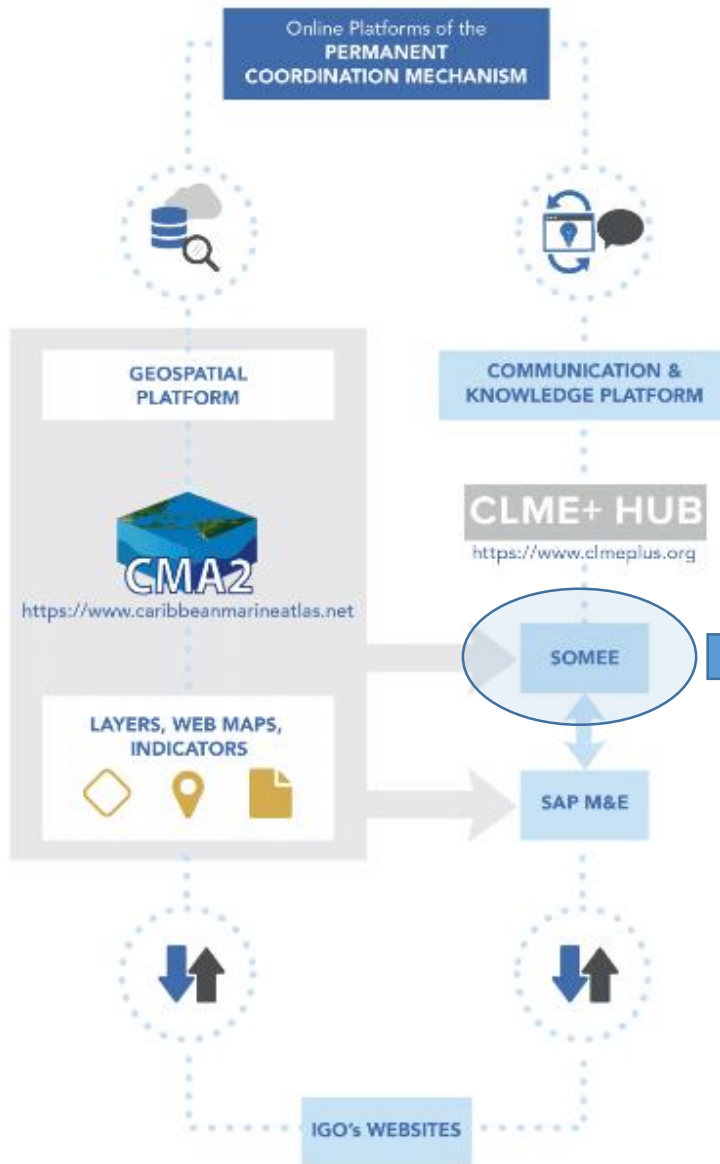 Online Platforms of the
PERMANENT
COORDINATION MECHANISM
GEOSPATIAL
PLATFORM
CMA2
https://www.caribbeanmarineatlas.net
LAYERS, WEB MAPS,
INDICATORS
COMMUNICATION &
KNOWLEDGE PLATFORM
CLME+ HUB
https://www.clmeplus.org
SOMEE
SAP M&E
IGO's WEBSITES